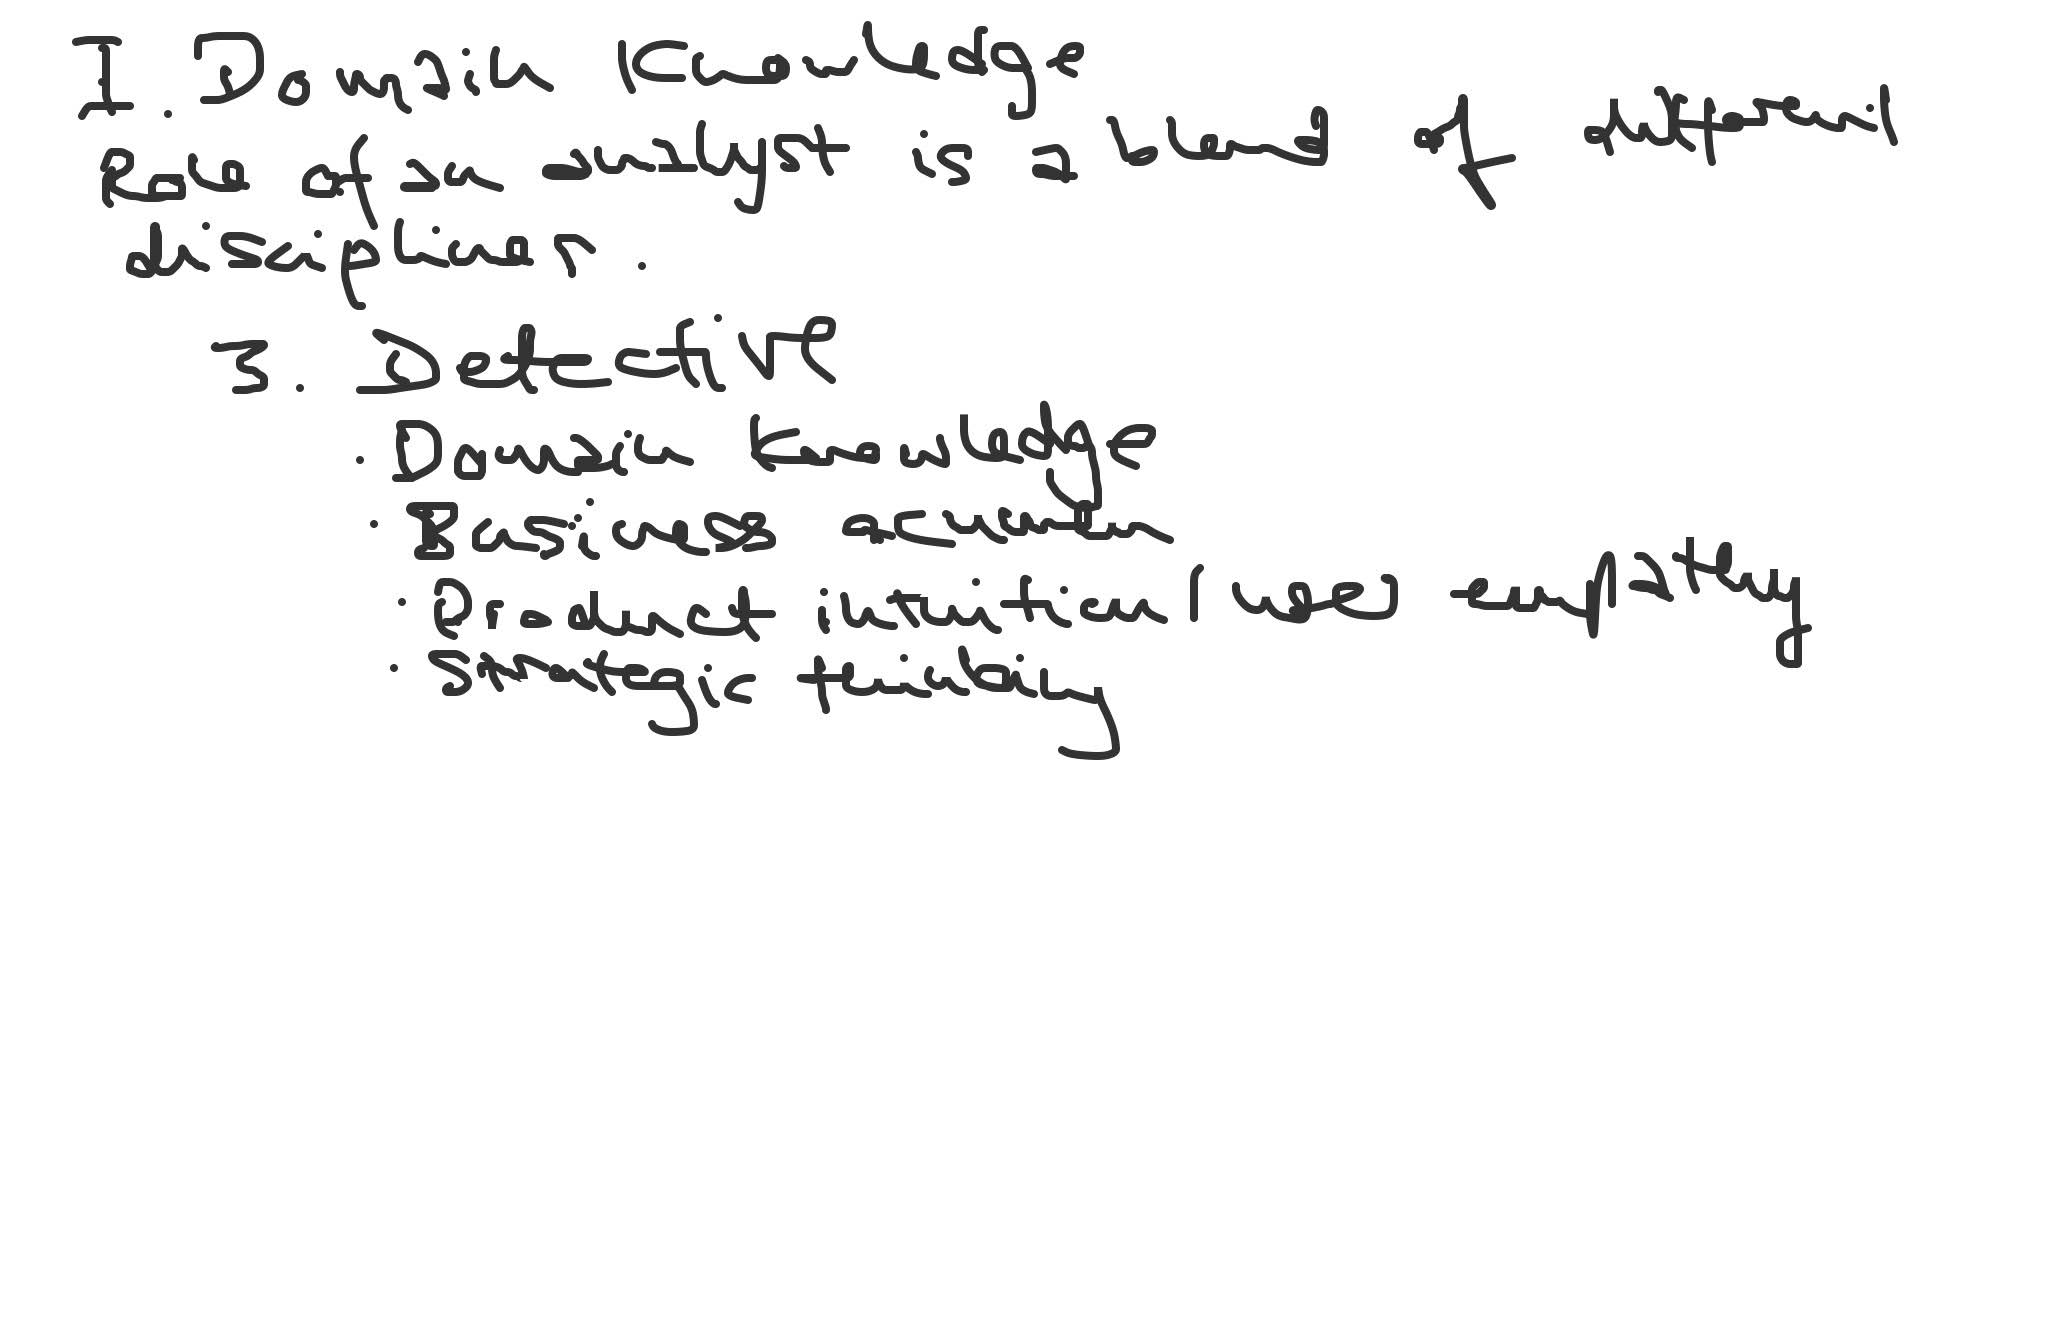 I. Domain Knowledge
Role of an analyst is a blend of different
disciplines.
3. Detective
· Domain knowledge
· Business acumen
· Product intuition / user empathy
· Strategic thinking